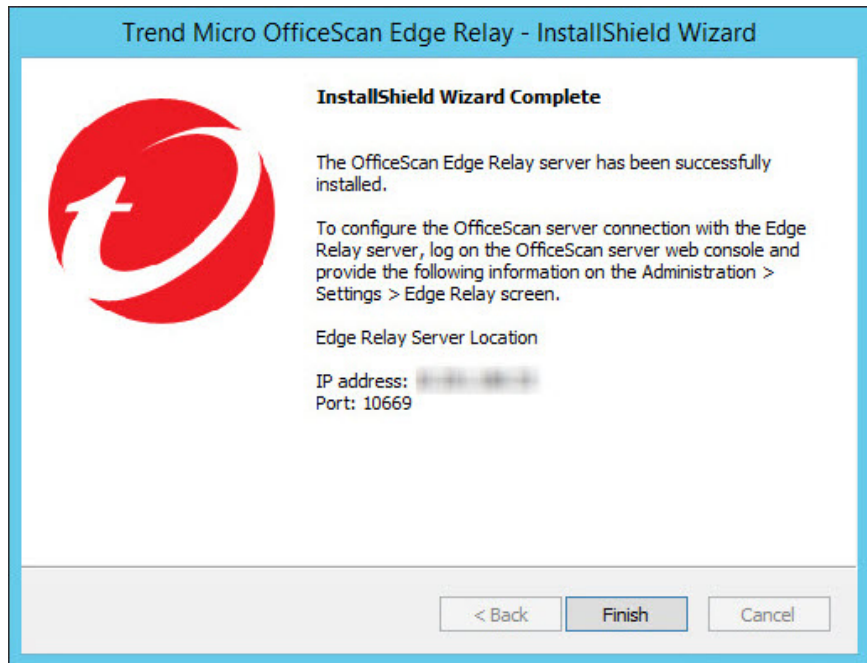 Trend Micro OfficeScan Edge Relay - InstallShield Wizard
InstallShield Wizard Complete
The OfficeScan Edge Relay server has been successfully
installed.
To configure the OfficeScan server connection with the Edge
Relay server, log on the OfficeScan server web console and
provide the following information on the Administration >
Settings > Edge Relay screen.
Edge Relay Server Location
IP address:
Port: 10669
< Back
Finish
Cancel